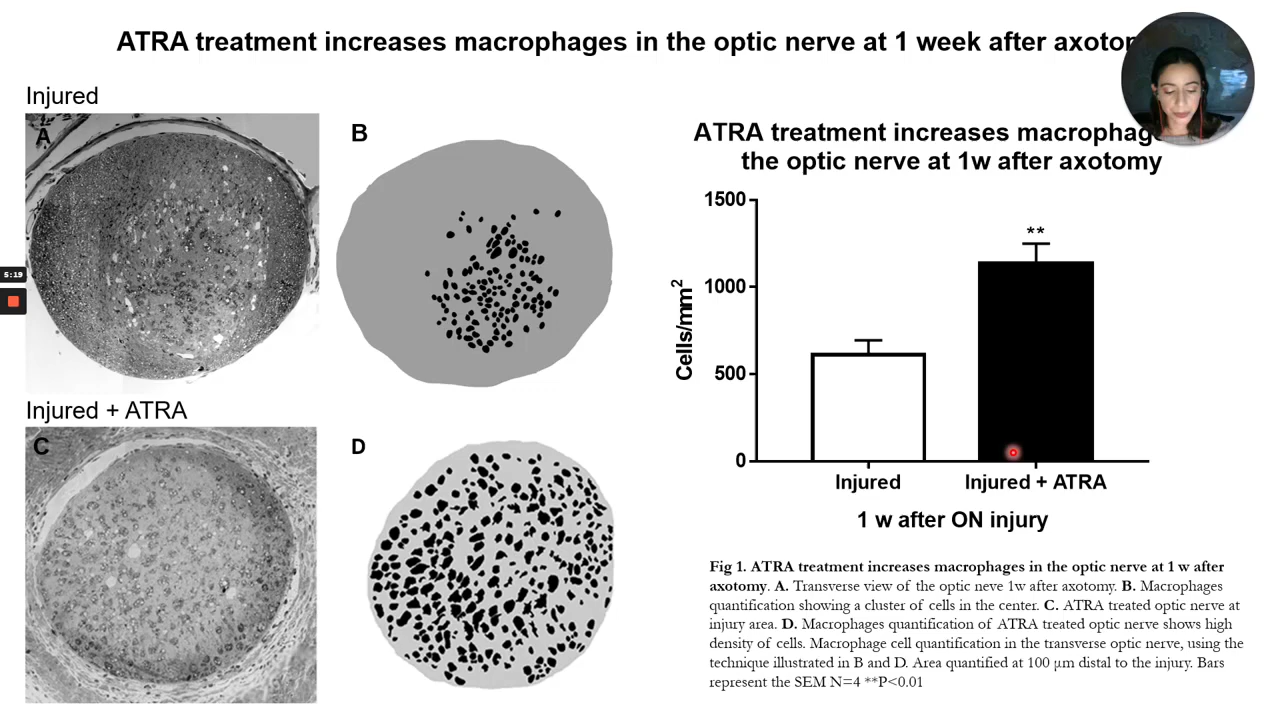 ATRA treatment increases macrophages in the optic nerve at 1 week after
Injured
A
B
5:19
Injured + ATRA
C
D
ATRA treatment increases
the optic nerve at 1w after axotomy
Cells/mm²
1500
1000
500
0
**
Injured
Injured + ATRA
1 w after ON injury
Fig 1. ATRA treatment increases macrophages in the optic nerve at 1 w after
axotomy. A. Transverse view of the optic neve 1w after axotomy. B. Macrophages
quantification showing a cluster of cells in the center. C. ATRA treated optic nerve at
injury area. D. Macrophages quantification of ATRA treated optic nerve shows high
density of cells. Macrophage cell quantification in the transverse optic nerve, using the
technique illustrated in B and D. Area quantified at 100 µm distal to the injury. Bars
represent the SEM N=4 **P<0.01